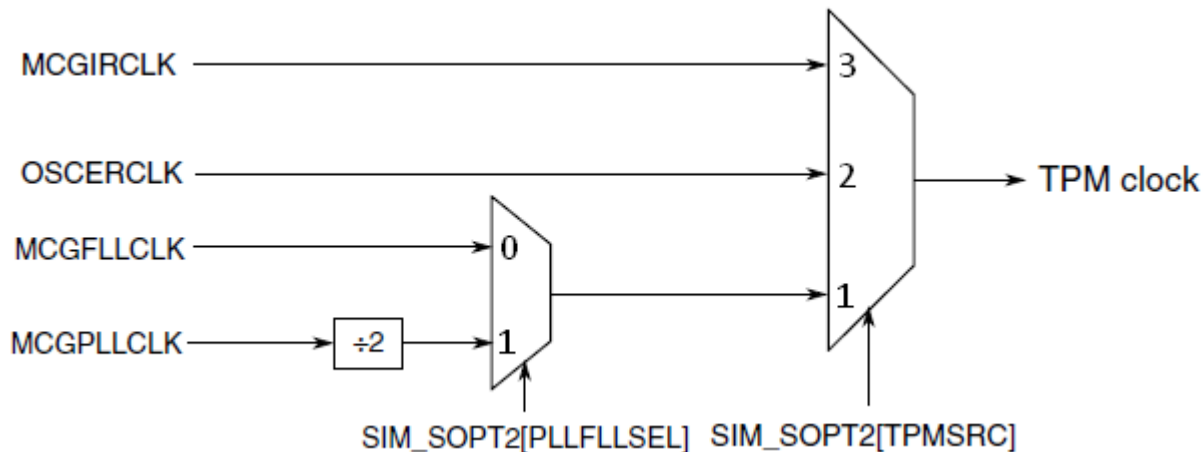 MCGIRCLK
3
OSCERCLK
2
TPM clock
MCGFLLCLK
0
1
MCGPLLCLK
÷2
1
SIM_SOPT2[PLLFLLSEL]
SIM_SOPT2[TPMSRC]